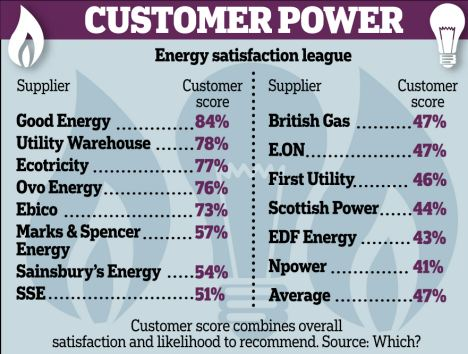 CUSTOMER POWER
Energy satisfaction league
Supplier Customer
score
Good Energy ............ 84%
Utility Warehouse ....... 78%
Ecotricity ................ 77%
Ovo Energy............... 76%
Ebico ..................... 73%
Marks & Spencer ....... 57%
Energy
Sainsbury's Energy ..... 54%
SSE ....................... 51%
Supplier Customer
score
British Gas ............ 47%
E.ON................... 47%
First Utility........... 46%
Scottish Power...... 44%
EDF Energy .......... 43%
Npower ............... 41%
Average ............... 47%
Customer score combines overall
satisfaction and likelihood to recommend. Source: Which?